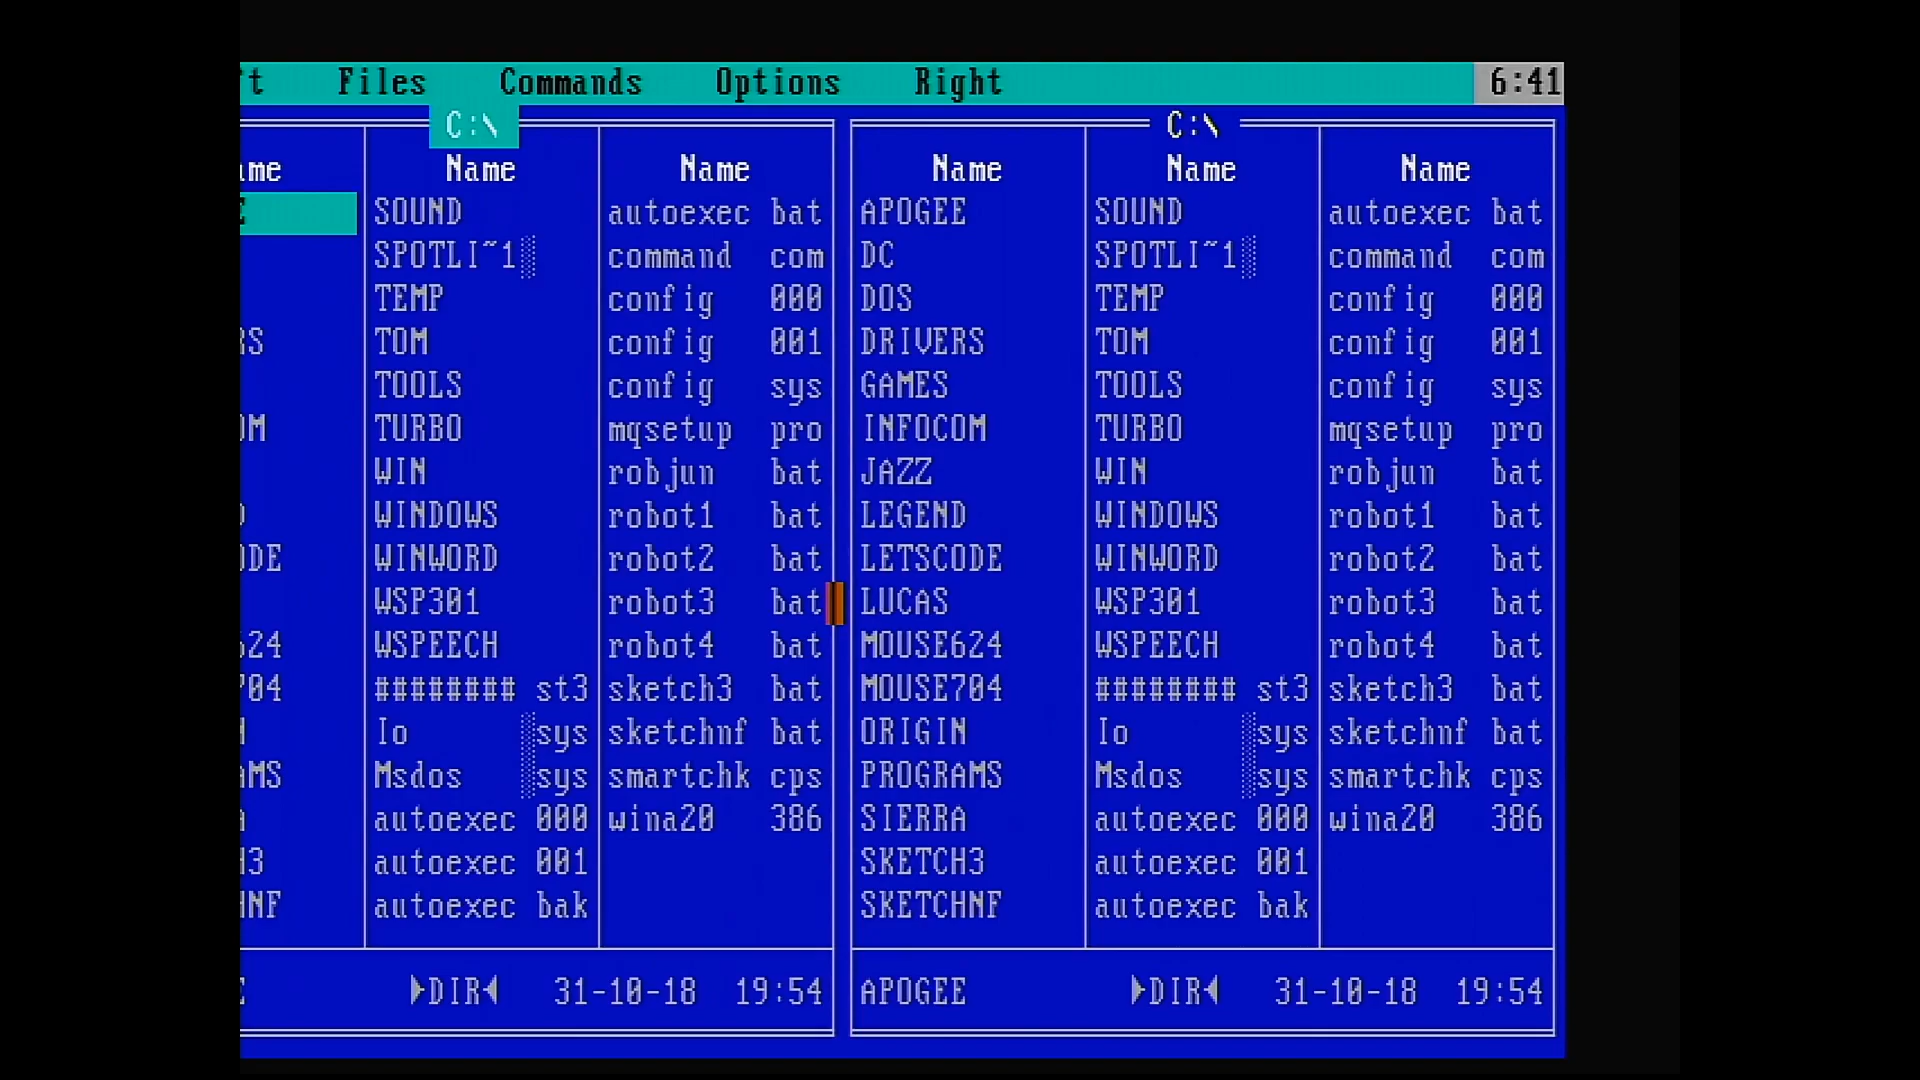 ft Files Commands Options Right 6:41
C:\ C:\
ame Name Name Name Name Name
E SOUND autoexec bat APOGEE SOUND autoexec bat
SPOTLI~1░ command com DC SPOTLI~1░ command com
TEMP config 000 DOS TEMP config 000
RS TOM config 001 DRIVERS TOM config 001
TOOLS config sys GAMES TOOLS config sys
OM TURBO mqsetup pro INFOCOM TURBO mqsetup pro
WIN robjun bat JAZZ WIN robjun bat
D WINDOWS robot1 bat LEGEND WINDOWS robot1 bat
ODE WINWORD robot2 bat LETSCODE WINWORD robot2 bat
WSP301 robot3 bat LUCAS WSP301 robot3 bat
624 WSPEECH robot4 bat MOUSE624 WSPEECH robot4 bat
704 ######## st3 sketch3 bat MOUSE704 ######## st3 sketch3 bat
N Io ░sys sketchnf bat ORIGIN Io ░sys sketchnf bat
AMS Msdos ░sys smartchk cps PROGRAMS Msdos ░sys smartchk cps
A autoexec 000 wina20 386 SIERRA autoexec 000 wina20 386
H3 autoexec 001 SKETCH3 autoexec 001
HNF autoexec bak SKETCHNF autoexec bak
E ►DIR◄ 31-10-18 19:54 APOGEE ►DIR◄ 31-10-18 19:54